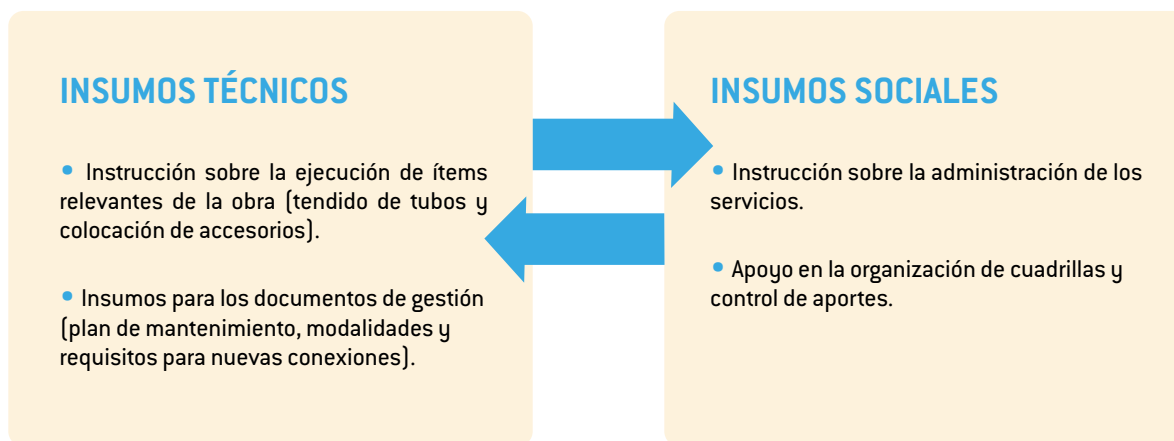 INSUMOS TÉCNICOS
• Instrucción sobre la ejecución de ítems
relevantes de la obra (tendido de tubos y
colocación de accesorios).
• Insumos para los documentos de gestión
(plan de mantenimiento, modalidades y
requisitos para nuevas conexiones).
INSUMOS SOCIALES
• Instrucción sobre la administración de los
servicios.
• Apoyo en la organización de cuadrillas y
control de aportes.